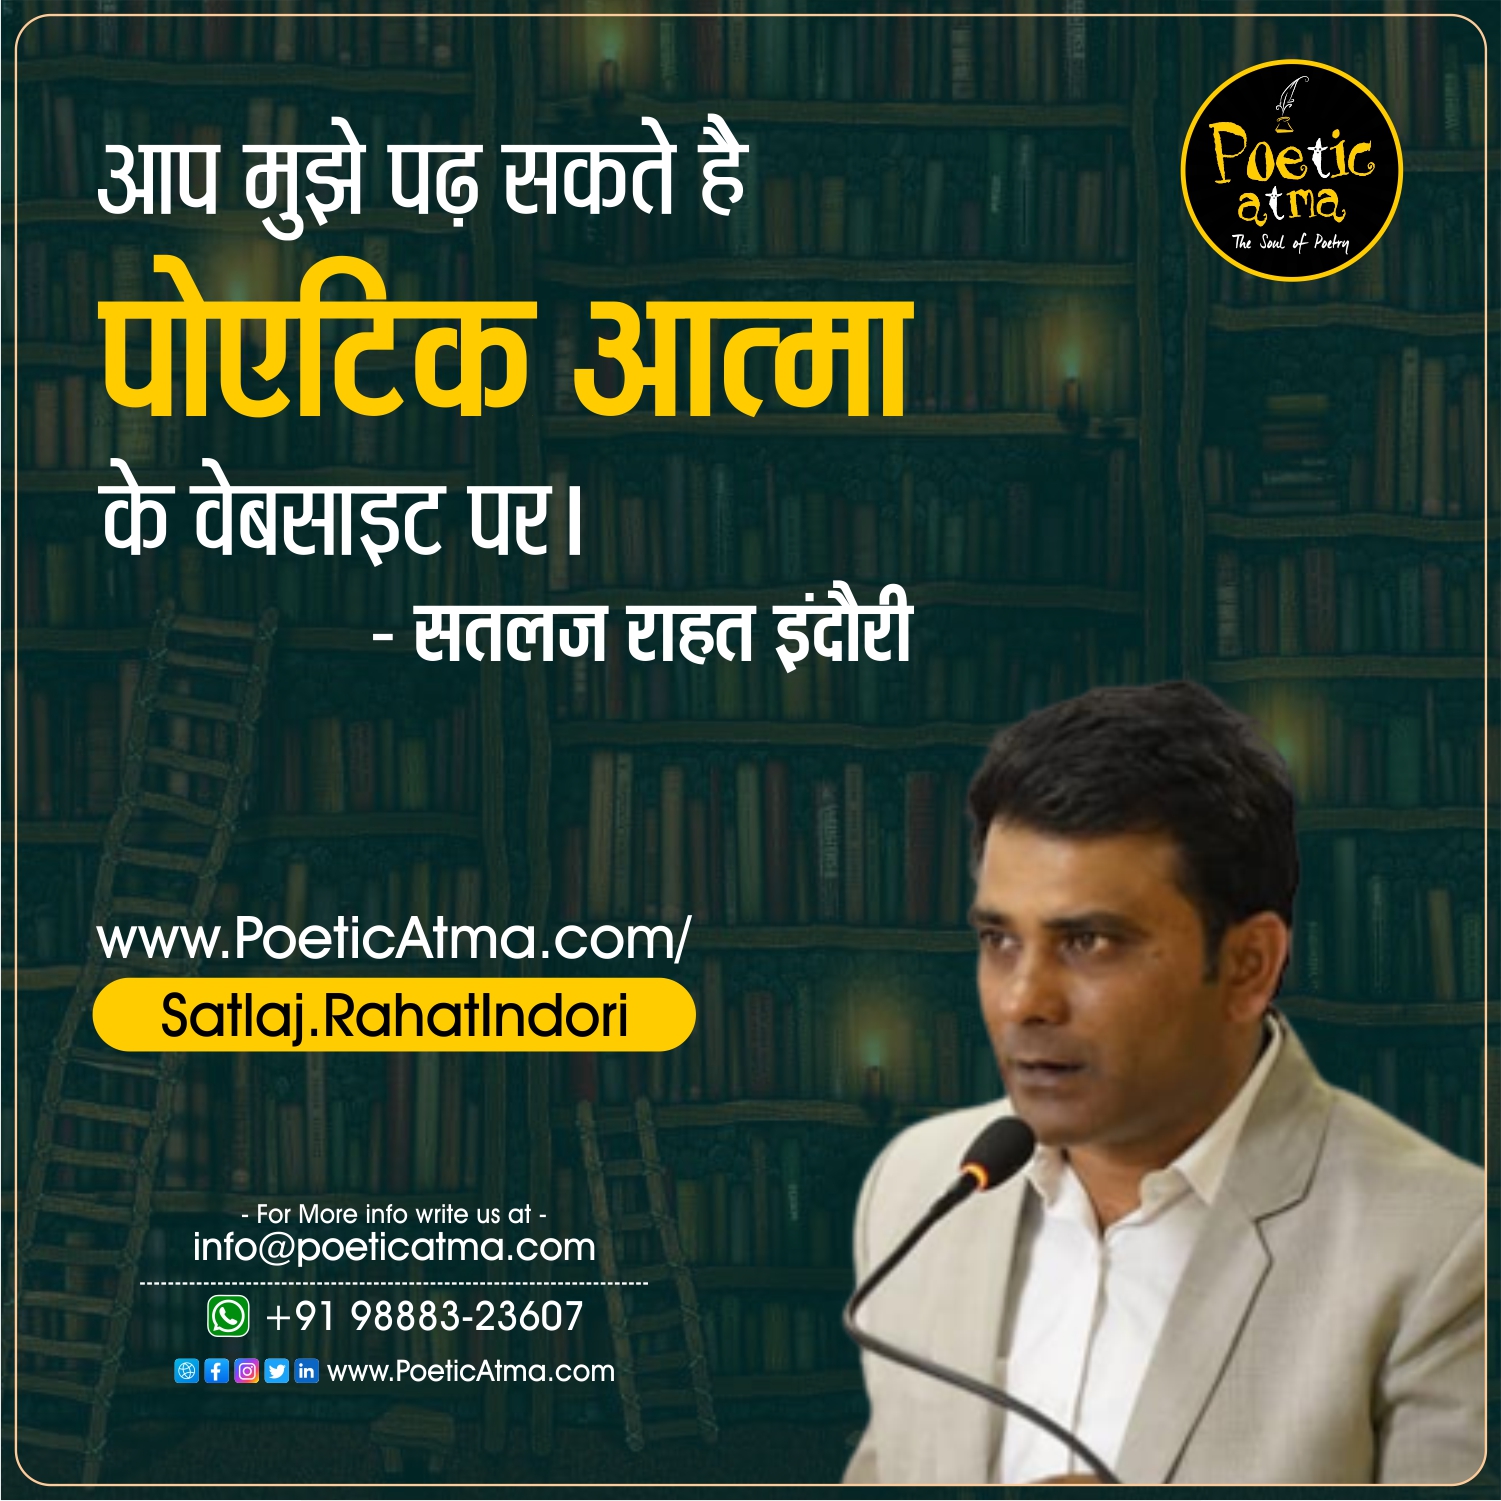 आप मुझे पढ़ सकते है
पोएटिक आत्मा
के वेबसाइट पर।
- सतलज राहत इंदौरी
Poetic
atma
The Soul of Poetry
www.PoeticAtma.com/
Satlaj.RahatIndori
- For More info write us at -
info@poeticatma.com
+91 98883-23607
www.PoeticAtma.com